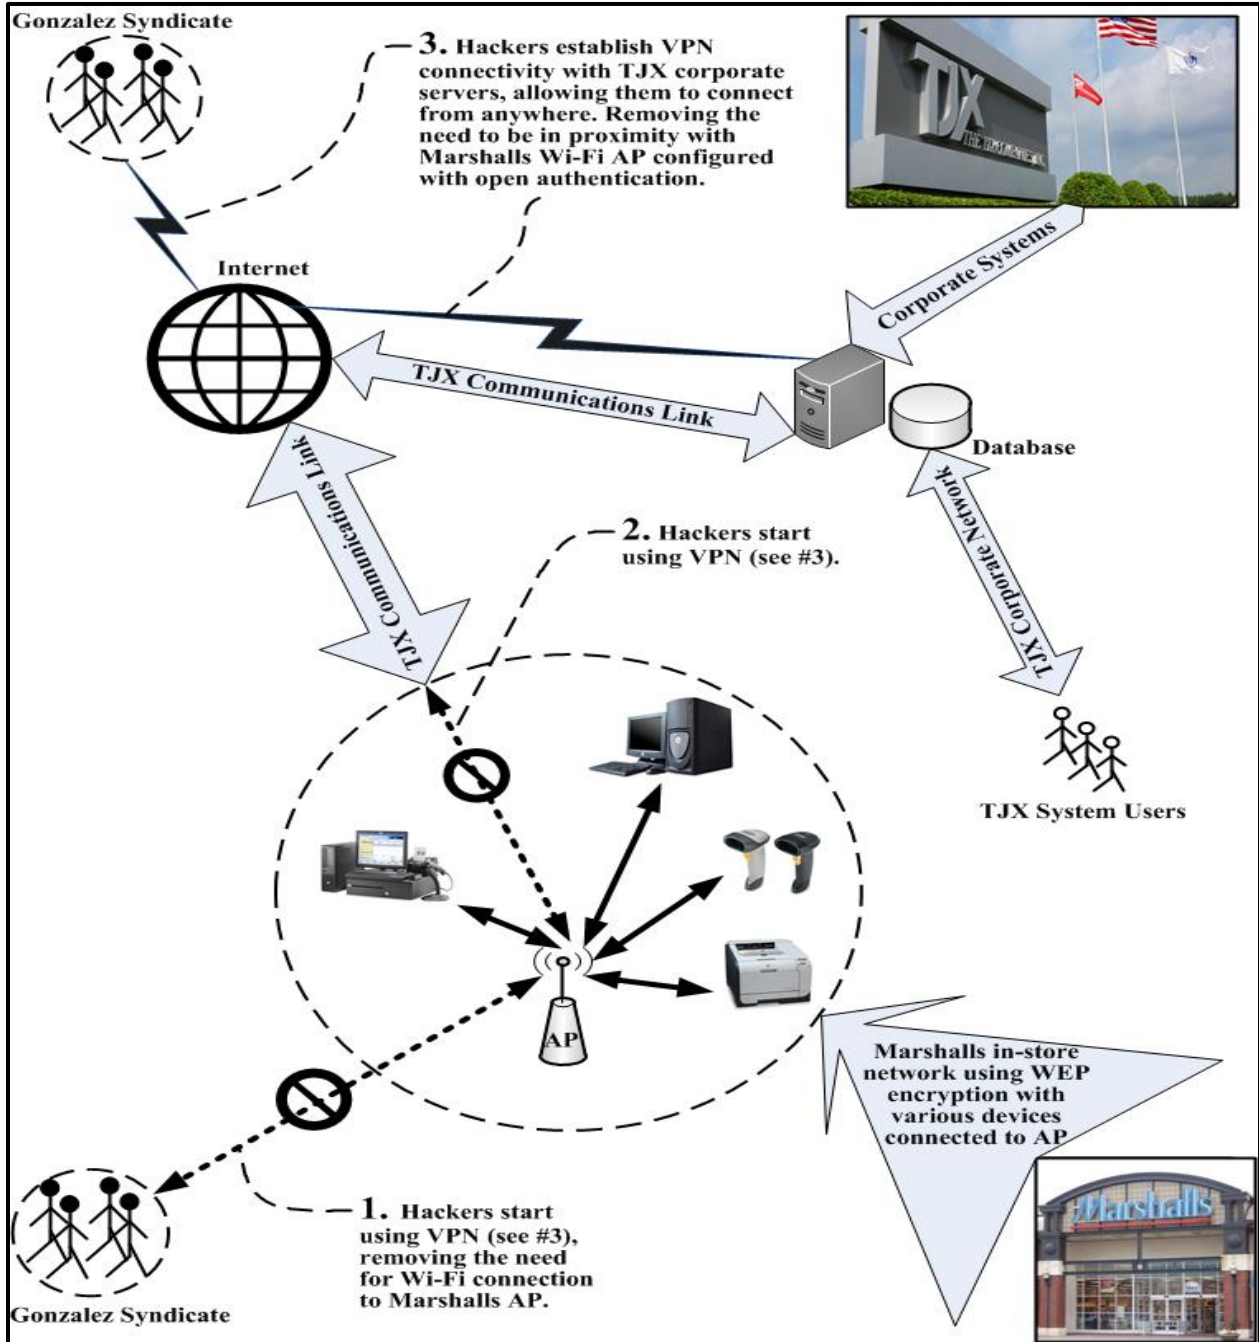 Gonzalez Syndicate
3. Hackers establish VPN
connectivity with TJX corporate
servers, allowing them to connect
from anywhere. Removing the
need to be in proximity with
Marshalls Wi-Fi AP configured
with open authentication.
TJX
Corporate Systems
Internet
TJX Communications Link
Database
TJX Communications Link
2. Hackers start
using VPN (see #3).
TJX Corporate Network
TJX System Users
AP
Marshalls in-store
network using WEP
encryption with
various devices
connected to AP
Marshalls
1. Hackers start
using VPN (see #3),
removing the need
for Wi-Fi connection
to Marshalls AP.
Gonzalez Syndicate